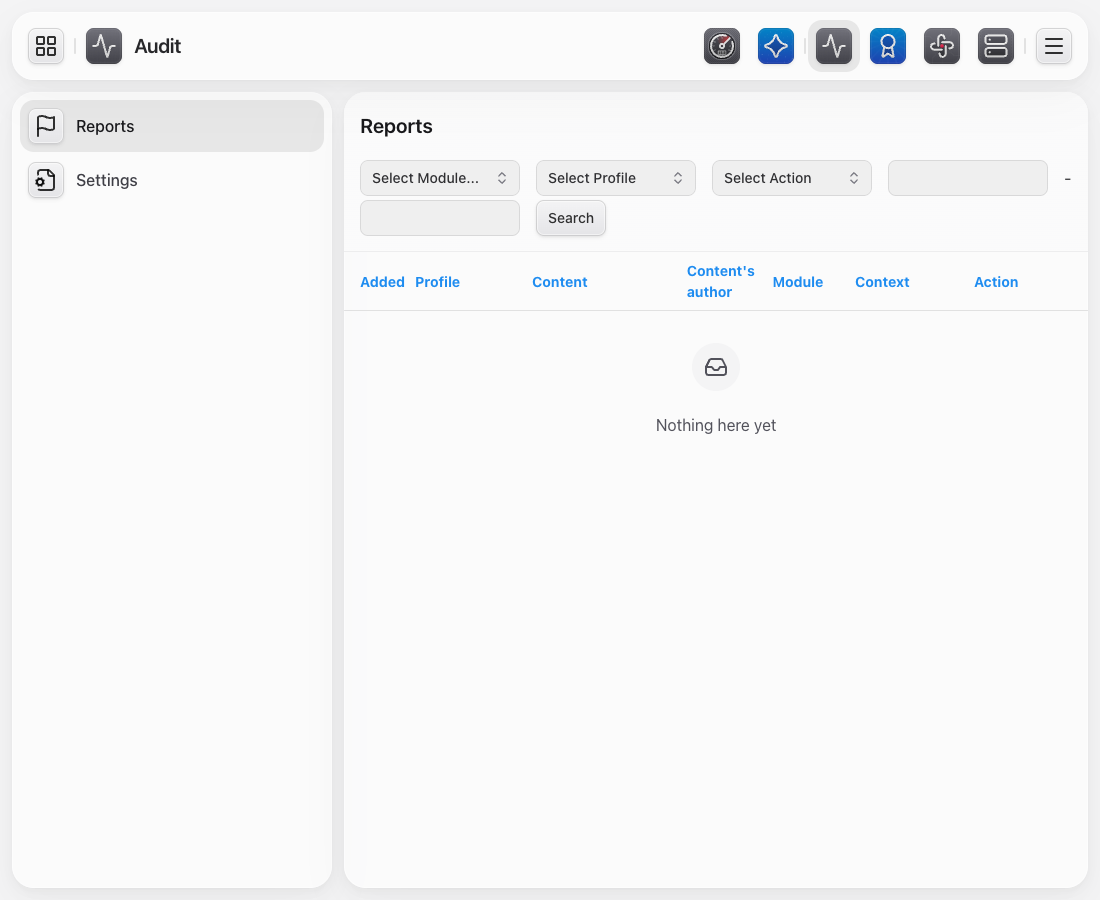 Audit
Reports
Settings
Reports
Select Module...
Select Profile
Select Action
-
Search
Added
Profile
Content
Content's
author
Module
Context
Action
Nothing here yet